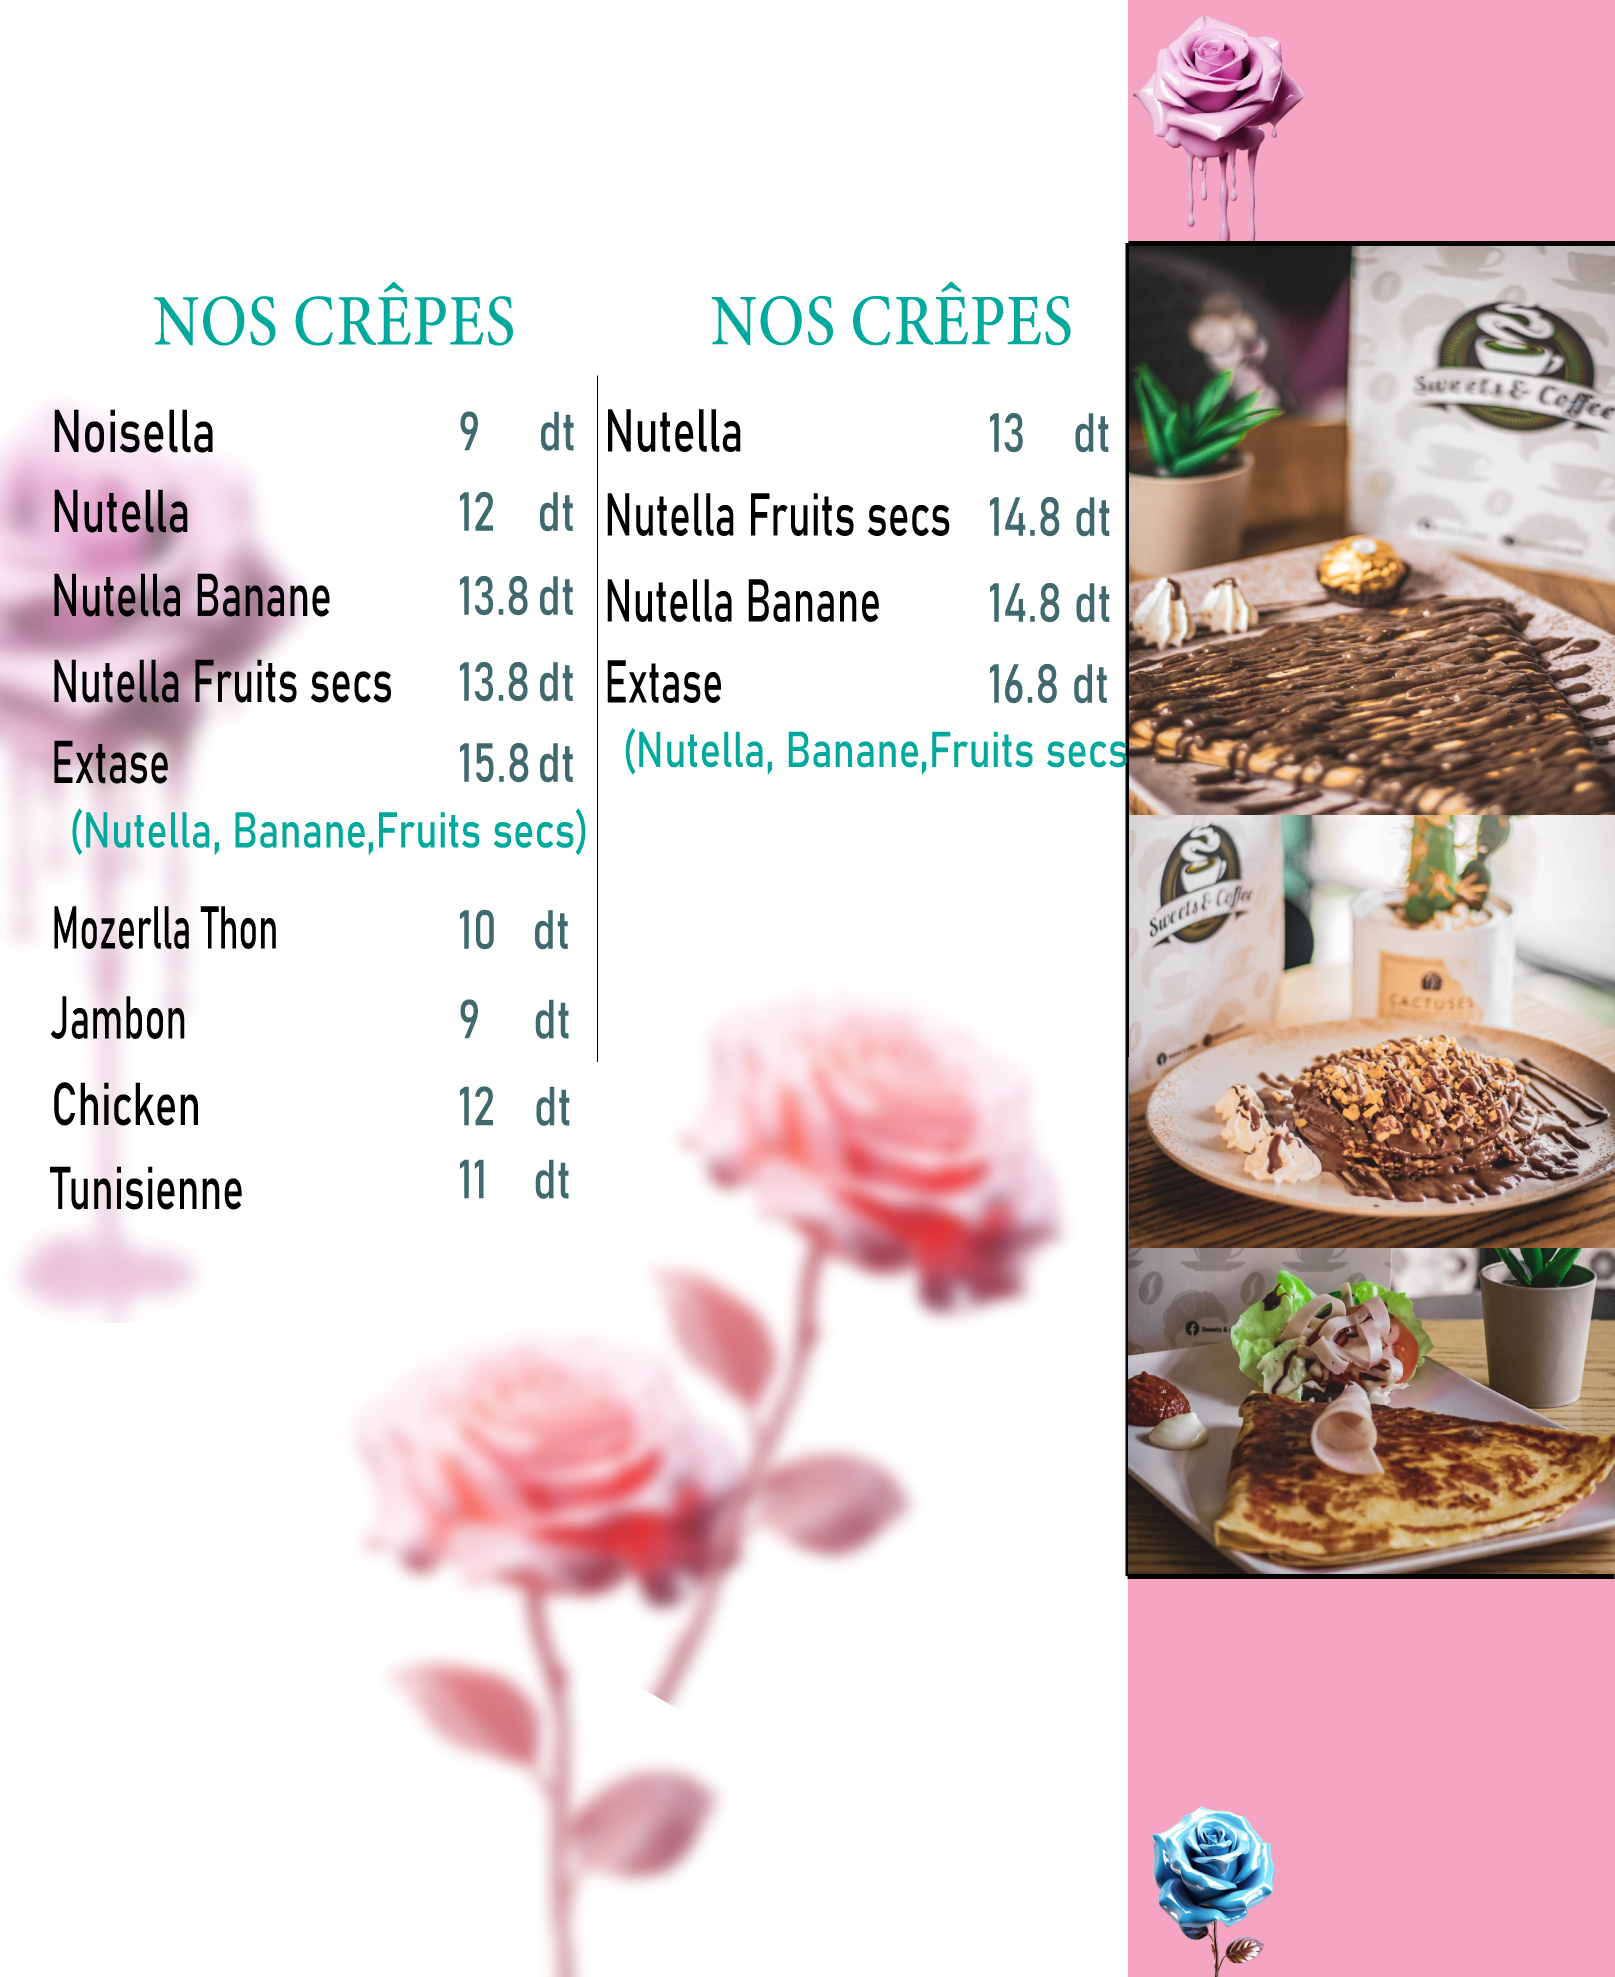 NOS CRÊPES
Noisella 9 dt
Nutella 12 dt
Nutella Banane 13.8 dt
Nutella Fruits secs 13.8 dt
Extase 15.8 dt
(Nutella, Banane,Fruits secs)
Mozerlla Thon 10 dt
Jambon 9 dt
Chicken 12 dt
Tunisienne 11 dt
NOS CRÊPES
Nutella 13 dt
Nutella Fruits secs 14.8 dt
Nutella Banane 14.8 dt
Extase 16.8 dt
(Nutella, Banane,Fruits secs
Sweets & Coffee
Sweets & Coffee
CACTUSES
Sweets &